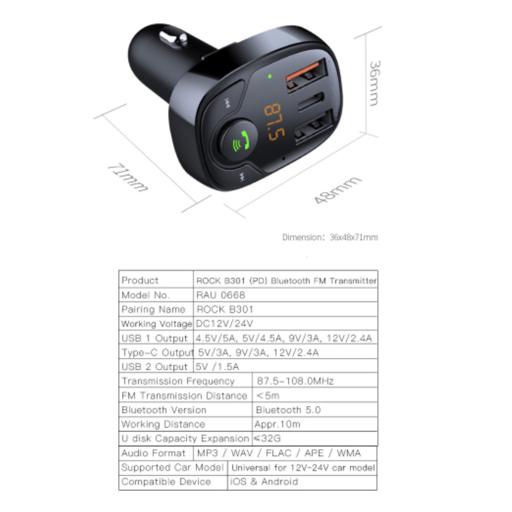 87.5
36mm
71mm
48mm
Dimension: 36x48x71mm
Product ROCK B301 (PD) Bluetooth FM Transmitter
Model No. RAU 0668
Pairing Name ROCK B301
Working Voltage DC12V/24V
USB 1 Output 4.5V/5A, 5V/4.5A, 9V/3A, 12V/2.4A
Type-C Output 5V/3A, 9V/3A, 12V/2.4A
USB 2 Output 5V /1.5A
Transmission Frequency 87.5-108.0MHz
FM Transmission Distance <5m
Bluetooth Version Bluetooth 5.0
Working Distance Appr.10m
U disk Capacity Expansion ≤32G
Audio Format MP3 / WAV / FLAC / APE / WMA
Supported Car Model Universal for 12V-24V car model
Compatible Device iOS & Android